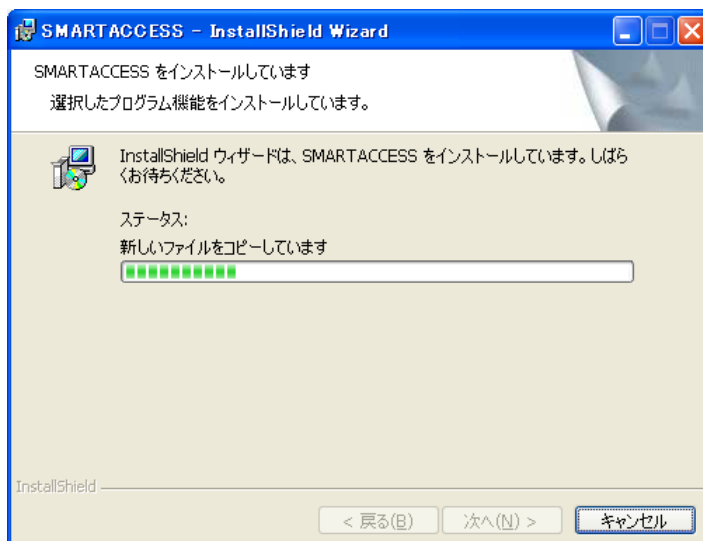 SMARTACCESS - InstallShield Wizard
SMARTACCESS をインストールしています
選択したプログラム機能をインストールしています。
InstallShield ウィザードは、SMARTACCESS をインストールしています。しばら
くお待ちください。
ステータス:
新しいファイルをコピーしています
InstallShield
< 戻る(B) 次へ(N) > キャンセル